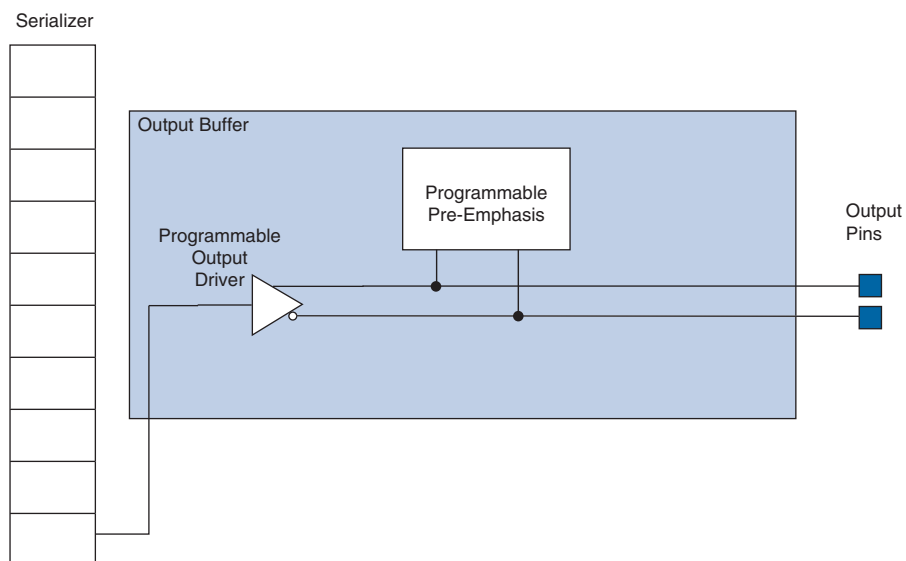 Serializer
Output Buffer
Programmable
Pre-Emphasis
Programmable
Output
Driver
Output
Pins